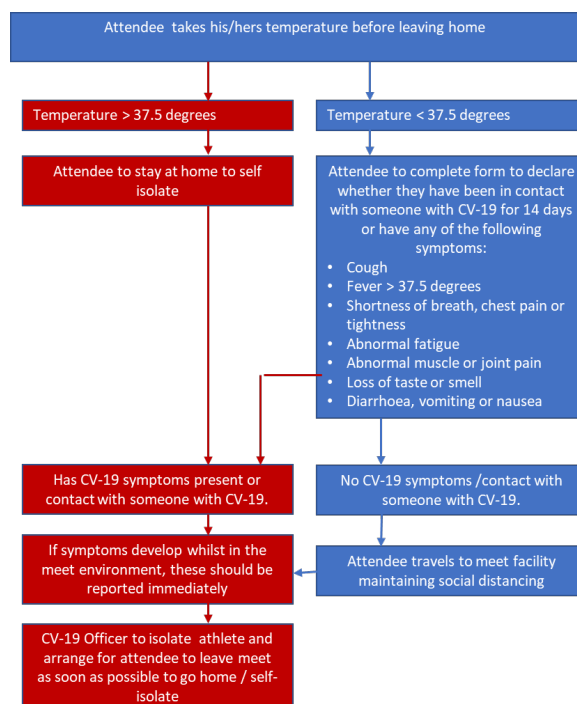 Attendee takes his/hers temperature before leaving home
Temperature > 37.5 degrees
Temperature < 37.5 degrees
Attendee to stay at home to self
isolate
Attendee to complete form to declare
whether they have been in contact
with someone with CV-19 for 14 days
or have any of the following
symptoms:
• Cough
• Fever > 37.5 degrees
• Shortness of breath, chest pain or
tightness
• Abnormal fatigue
• Abnormal muscle or joint pain
• Loss of taste or smell
• Diarrhoea, vomiting or nausea
Has CV-19 symptoms present or
contact with someone with CV-19.
No CV-19 symptoms /contact with
someone with CV-19.
If symptoms develop whilst in the
meet environment, these should be
reported immediately
Attendee travels to meet facility
maintaining social distancing
CV-19 Officer to isolate athlete and
arrange for attendee to leave meet
as soon as possible to go home / self-
isolate